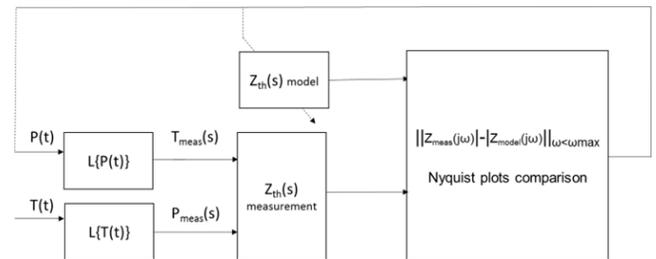 Zth(s) model
P(t)
Tmeas(s)
L{P(t)}
||Zmeas(jω)|-|Zmodel(jω)||ω<ωmax
Nyquist plots comparison
Zth(s)
measurement
T(t)
Pmeas(s)
L{T(t)}